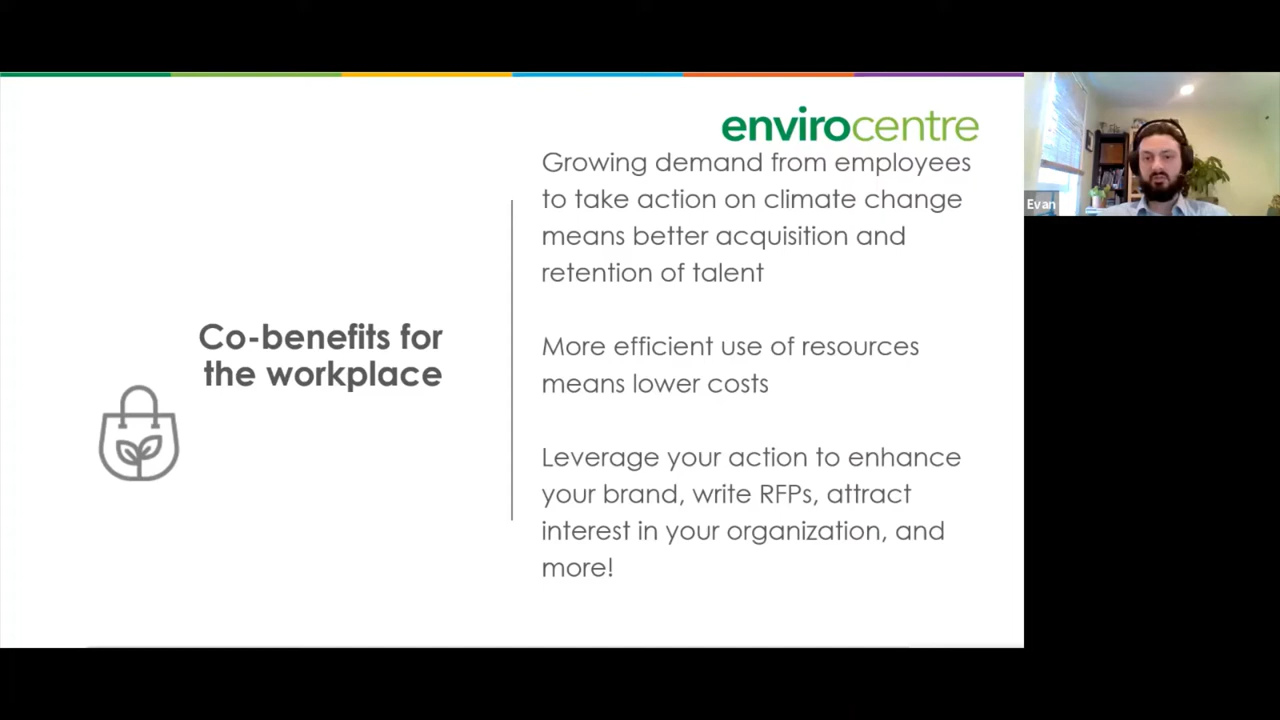 envirocentre
Growing demand from employees
to take action on climate change
means better acquisition and
retention of talent
Co-benefits for
the workplace
More efficient use of resources
means lower costs
Leverage your action to enhance
your brand, write RFPs, attract
interest in your organization, and
more!
Evan